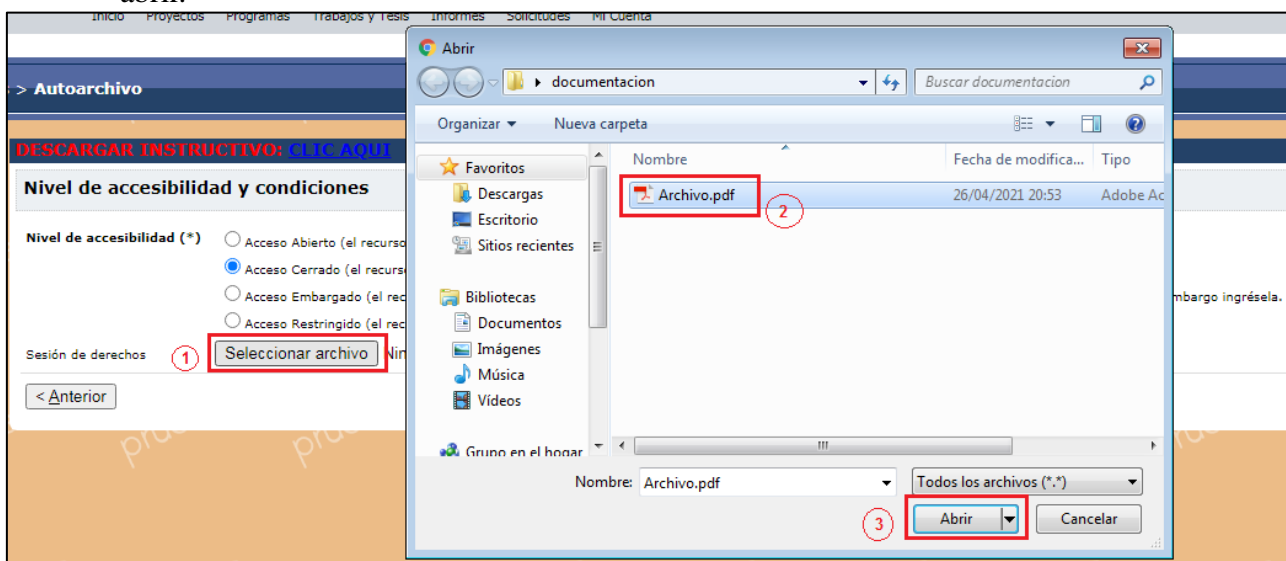 abrir.
Inicio Proyectos Programas Trabajos y Tesis Informes Solicitudes Mi Cuenta
> Autoarchivo
DESCARGAR INSTRUCTIVO: CLIC AQUI
Nivel de accesibilidad y condiciones
Nivel de accesibilidad (*)
Acceso Abierto (el recurso
Acceso Cerrado (el recurs
Acceso Embargado (el rec
mbargo ingrésela.
Acceso Restringido (el rec
Sesión de derechos
1
Seleccionar archivo
Nin
< Anterior
Abrir
documentacion
Buscar documentacion
Organizar
Nueva carpeta
Favoritos
Descargas
Escritorio
Sitios recientes
Bibliotecas
Documentos
Imágenes
Música
Vídeos
Grupo en el hogar
Nombre
Fecha de modifica...
Tipo
Archivo.pdf
26/04/2021 20:53
Adobe Ac
2
Nombre: Archivo.pdf
Todos los archivos (*.*)
3
Abrir
Cancelar